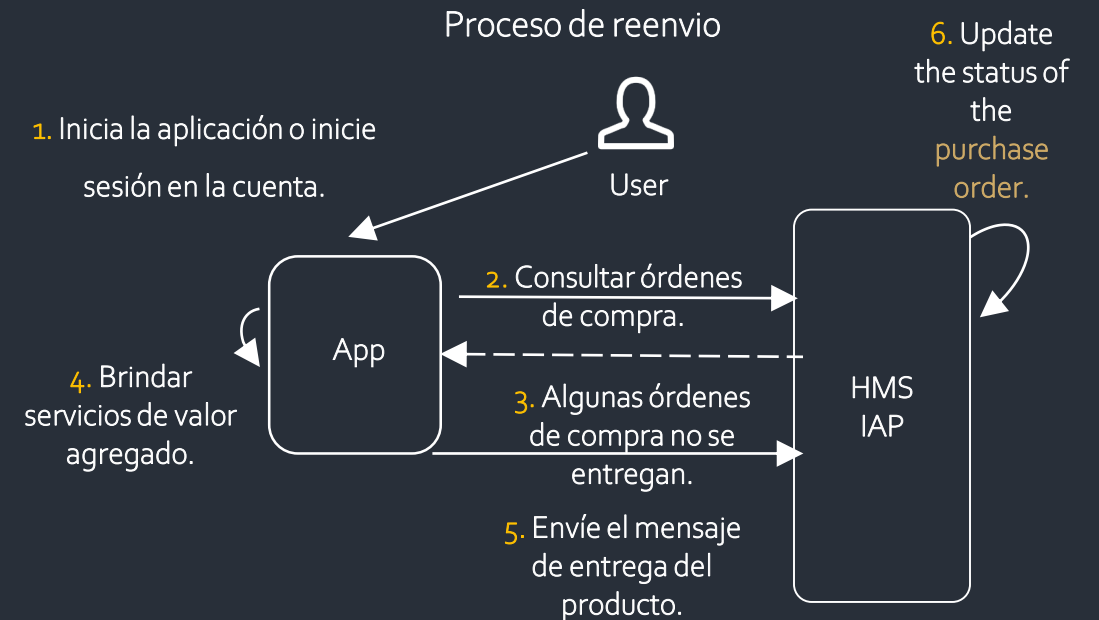 Proceso de reenvio
1. Inicia la aplicación o inicie
sesión en la cuenta.
User
6. Update
the status of
the
purchase
order.
2. Consultar órdenes
de compra.
App
3. Algunas órdenes
de compra no se
entregan.
4. Brindar
servicios de valor
agregado.
HMS
IAP
5. Envíe el mensaje
de entrega del
producto.